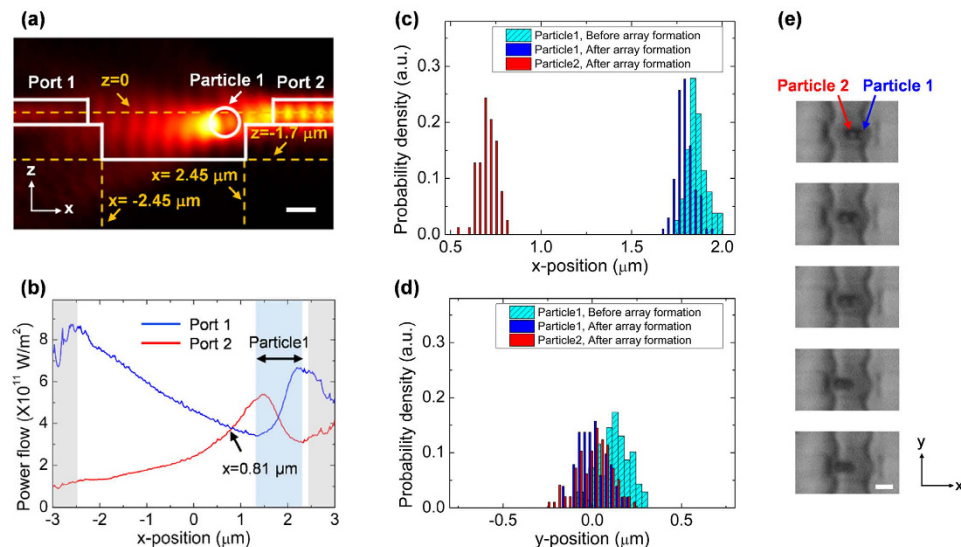 (a)
Port 1
z=0
Particle 1
Port 2
z=-1.7 μm
x= 2.45 μm
x= -2.45 μm
z
x
(b)
Power flow (X10¹¹ W/m²)
8
6
4
2
0
Port 1
Port 2
Particle1
x=0.81 μm
-3 -2 -1 0 1 2 3
x-position (μm)
(c)
Probability density (a.u.)
0.3
0.2
0.1
0.0
Particle1, Before array formation
Particle1, After array formation
Particle2, After array formation
0.5 1.0 1.5 2.0
x-position (μm)
(d)
Probability density (a.u.)
0.3
0.2
0.1
0.0
Particle1, Before array formation
Particle1, After array formation
Particle2, After array formation
-0.5 0.0 0.5
y-position (μm)
(e)
Particle 2 Particle 1
y
x